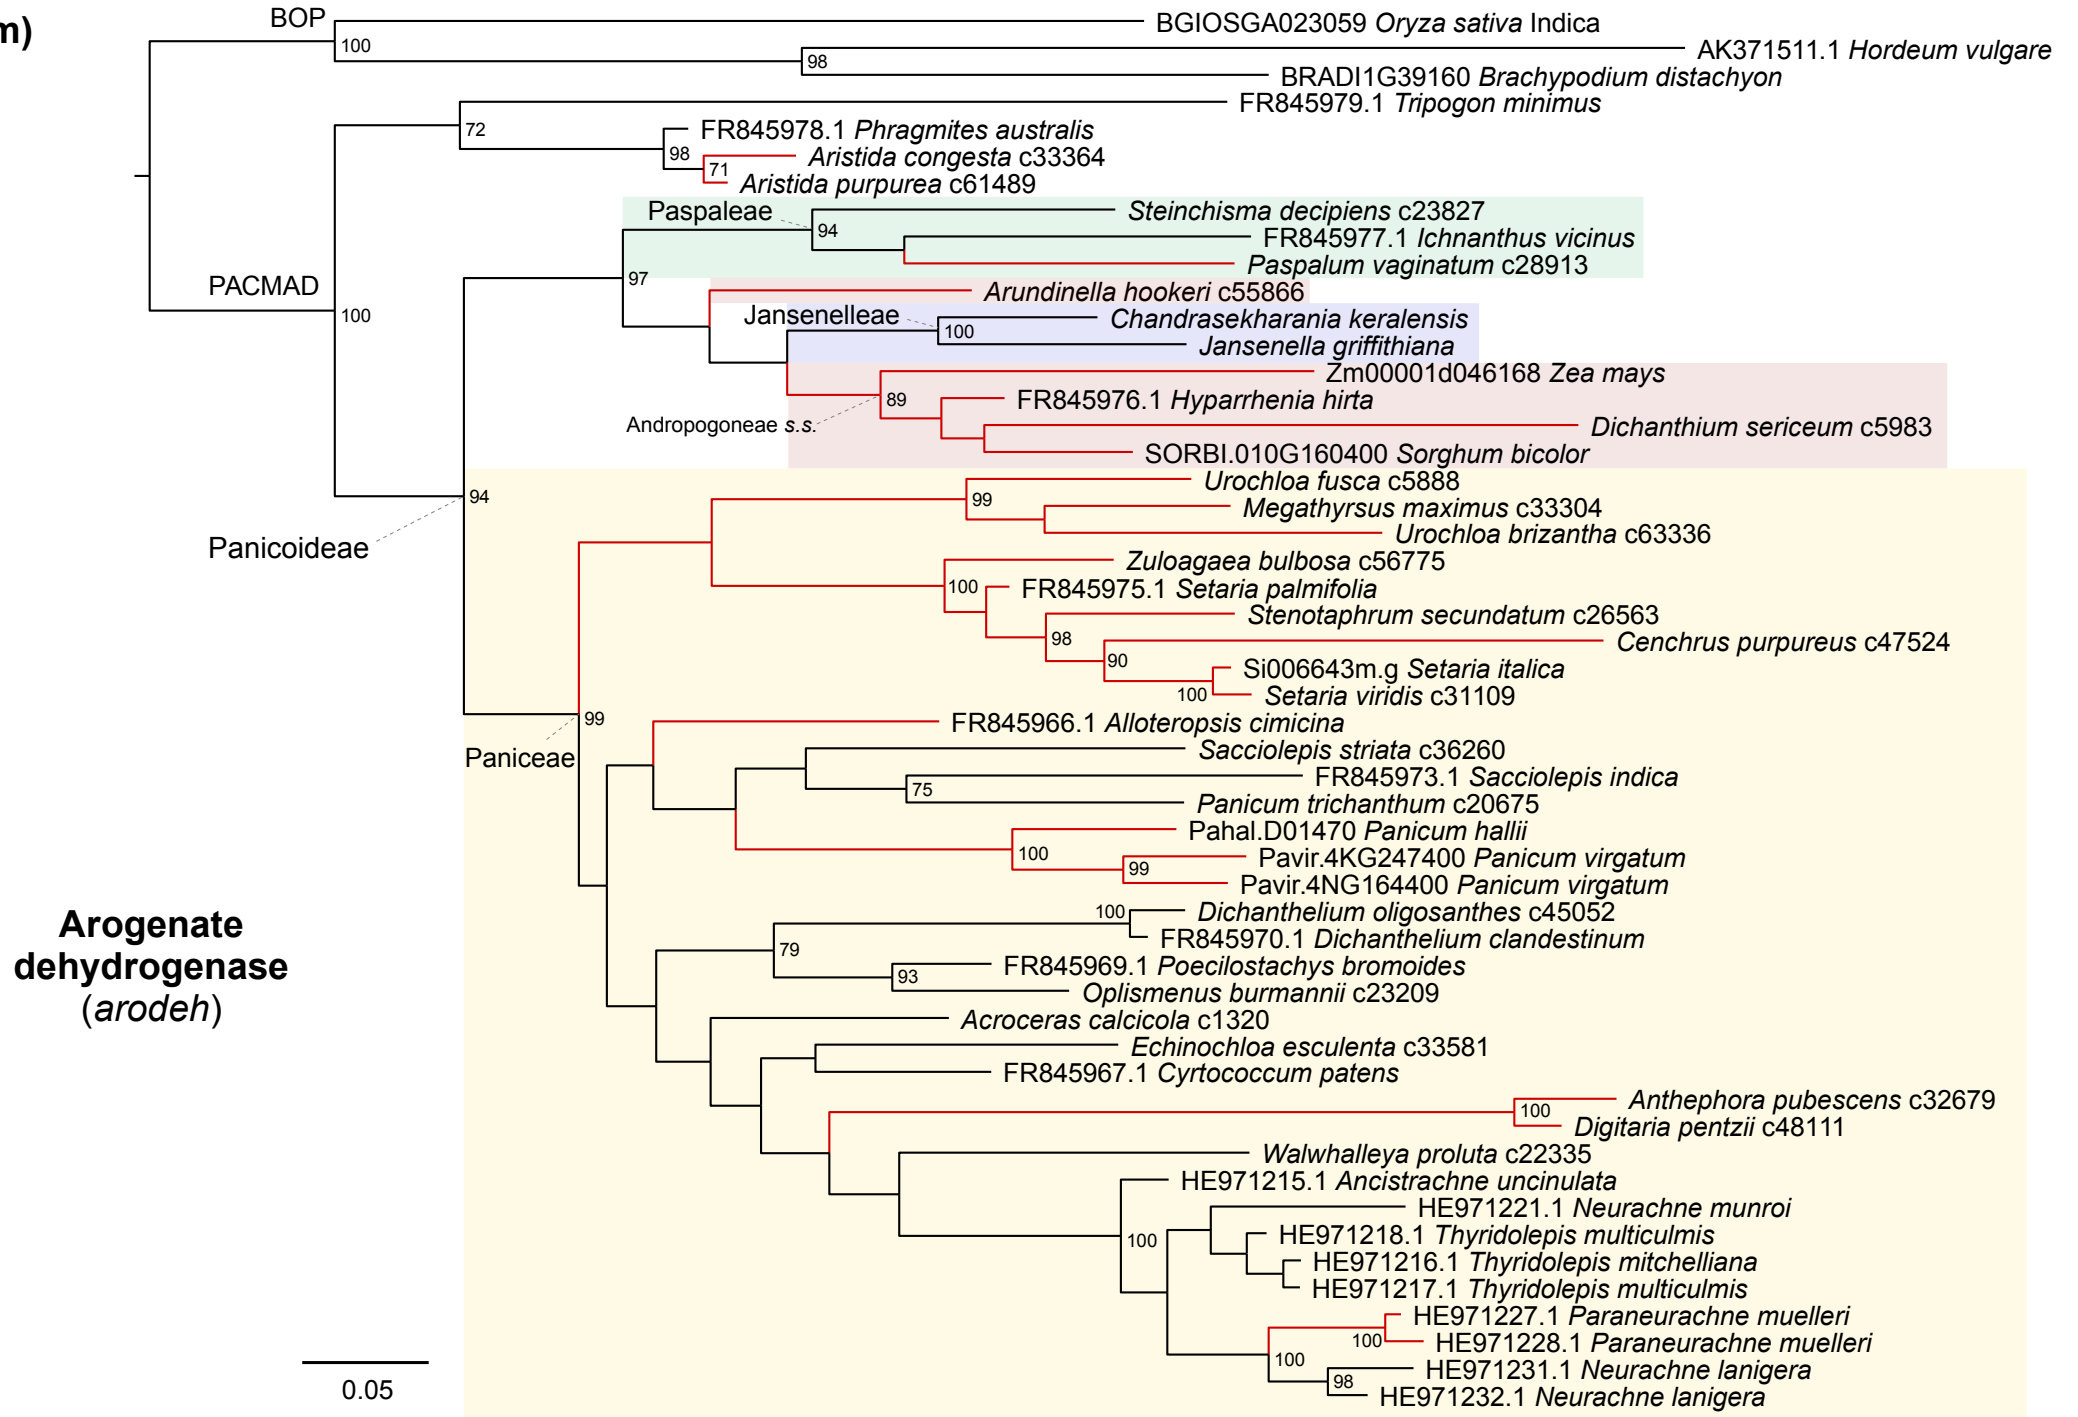 m)
BOP
100
BGIOSGA023059 Oryza sativa Indica
98
AK371511.1 Hordeum vulgare
BRADI1G39160 Brachypodium distachyon
FR845979.1 Tripogon minimus
72
FR845978.1 Phragmites australis
98
Aristida congesta c33364
71
Aristida purpurea c61489
Paspaleae
Steinchisma decipiens c23827
94
FR845977.1 Ichnanthus vicinus
Paspalum vaginatum c28913
97
PACMAD
100
Arundinella hookeri c55866
Jansenelleae
Chandrasekharania keralensis
100
Jansenella griffithiana
Zm00001d046168 Zea mays
89
FR845976.1 Hyparrhenia hirta
Andropogoneae s.s.
Dichanthium sericeum c5983
SORBI.010G160400 Sorghum bicolor
94
Panicoideae
Urochloa fusca c5888
99
Megathyrsus maximus c33304
Urochloa brizantha c63336
Zuloagaea bulbosa c56775
100
FR845975.1 Setaria palmifolia
Stenotaphrum secundatum c26563
98
Cenchrus purpureus c47524
90
Si006643m.g Setaria italica
100
Setaria viridis c31109
99
Paniceae
FR845966.1 Alloteropsis cimicina
Sacciolepis striata c36260
FR845973.1 Sacciolepis indica
75
Panicum trichanthum c20675
Pahal.D01470 Panicum hallii
100
Pavir.4KG247400 Panicum virgatum
99
Pavir.4NG164400 Panicum virgatum
100
Dichanthelium oligosanthes c45052
FR845970.1 Dichanthelium clandestinum
79
FR845969.1 Poecilostachys bromoides
93
Oplismenus burmannii c23209
Acroceras calcicola c1320
Echinochloa esculenta c33581
FR845967.1 Cyrtococcum patens
Anthephora pubescens c32679
100
Digitaria pentzii c48111
Walwhalleya proluta c22335
HE971215.1 Ancistrachne uncinulata
100
HE971221.1 Neurachne munroi
HE971218.1 Thyridolepis multiculmis
HE971216.1 Thyridolepis mitchelliana
HE971217.1 Thyridolepis multiculmis
HE971227.1 Paraneurachne muelleri
100
HE971228.1 Paraneurachne muelleri
100
HE971231.1 Neurachne lanigera
98
HE971232.1 Neurachne lanigera
Arogenate
dehydrogenase
(arodeh)
0.05